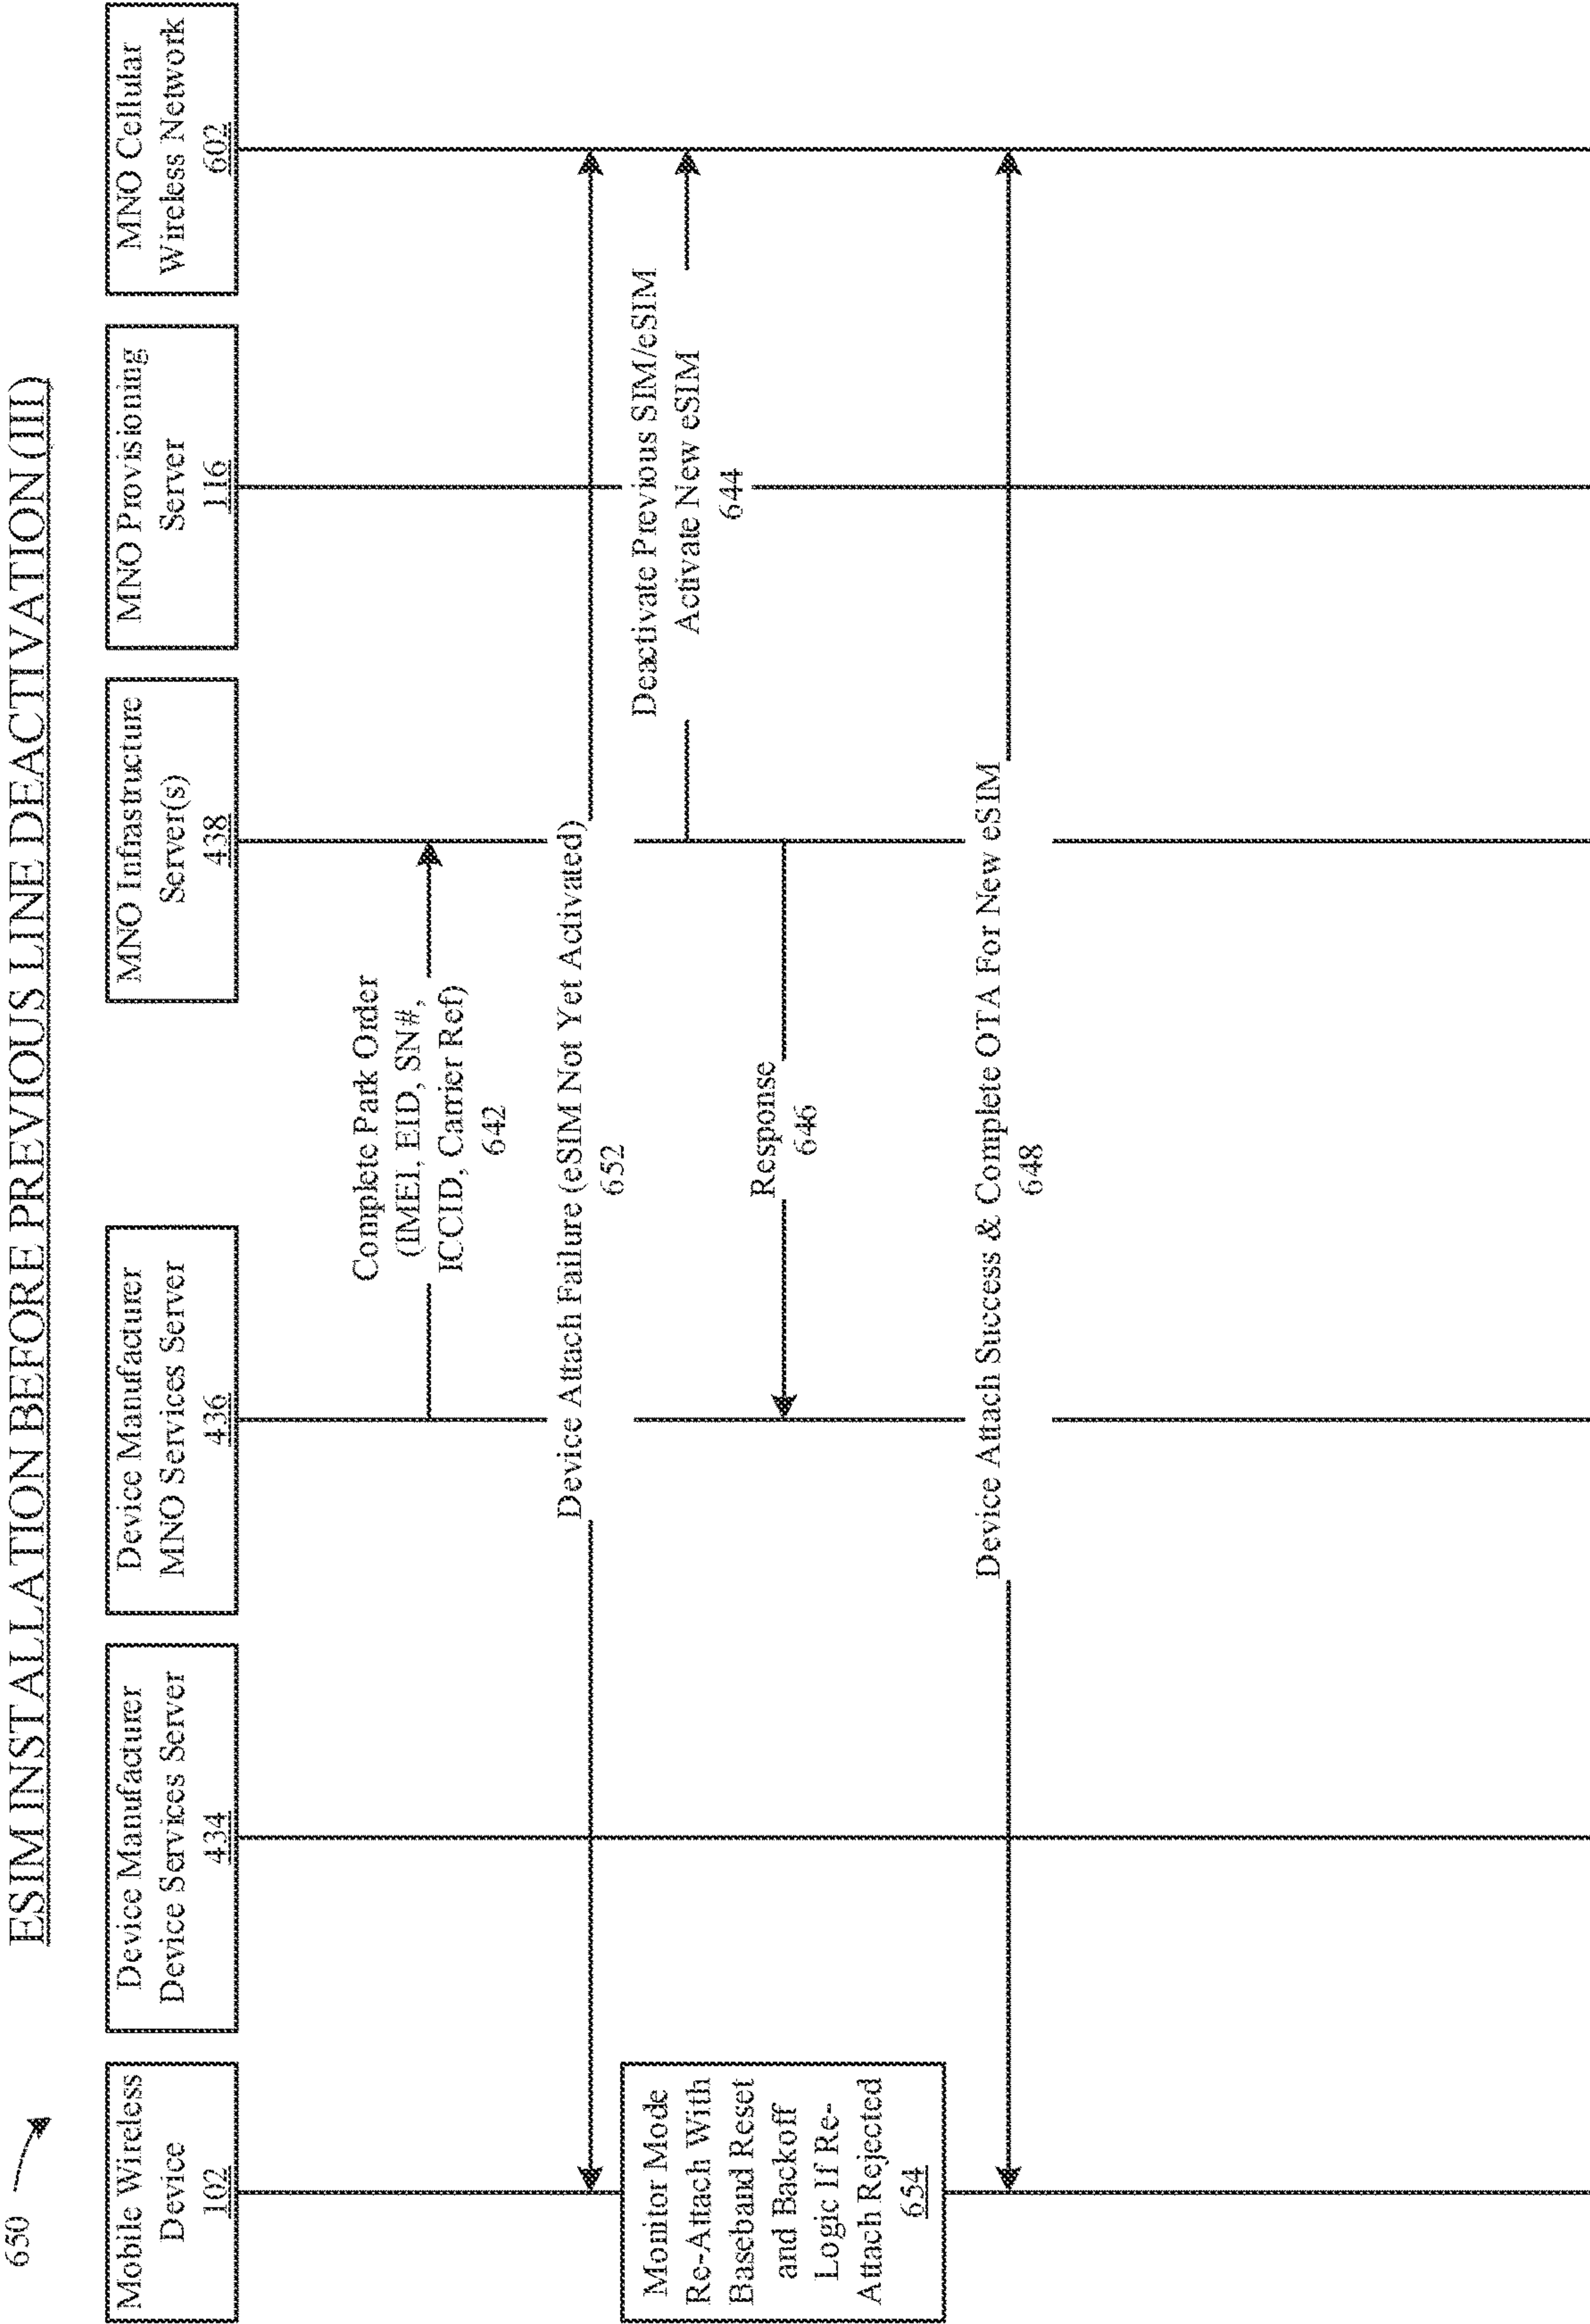 650
ESIM INSTALLATION BEFORE PREVIOUS LINE DEACTIVATION (III)
Mobile Wireless
Device
102
Device Manufacturer
Device Services Server
434
Device Manufacturer
MNO Services Server
436
MNO Infrastructure
Server(s)
438
MNO Provisioning
Server
116
MNO Cellular
Wireless Network
602
Complete Park Order
(IMEI, EID, SN#,
ICCID, Carrier Ref)
642
Device Attach Failure (eSIM Not Yet Activated)
652
Deactivate Previous SIM/eSIM
Activate New eSIM
644
Monitor Mode
Re-Attach With
Baseband Reset
and Backoff
Logic If Re-
Attach Rejected
654
Response
646
Device Attach Success & Complete OTA For New eSIM
648